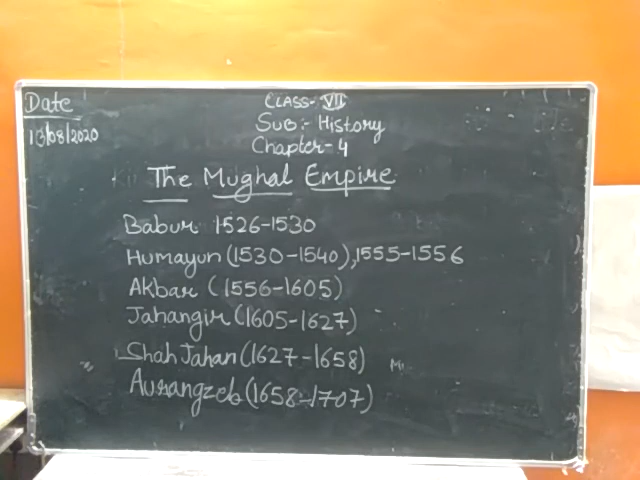 Date
13/08/2020
CLASS- VII
SUB:- History
Chapter-4
The Mughal Empire
Babur 1526-1530
Humayun (1530-1540), 1555-1556
Akbar (1556-1605)
Jahangir (1605-1627)
Shah Jahan (1627-1658)
Aurangzeb (1658-1707)